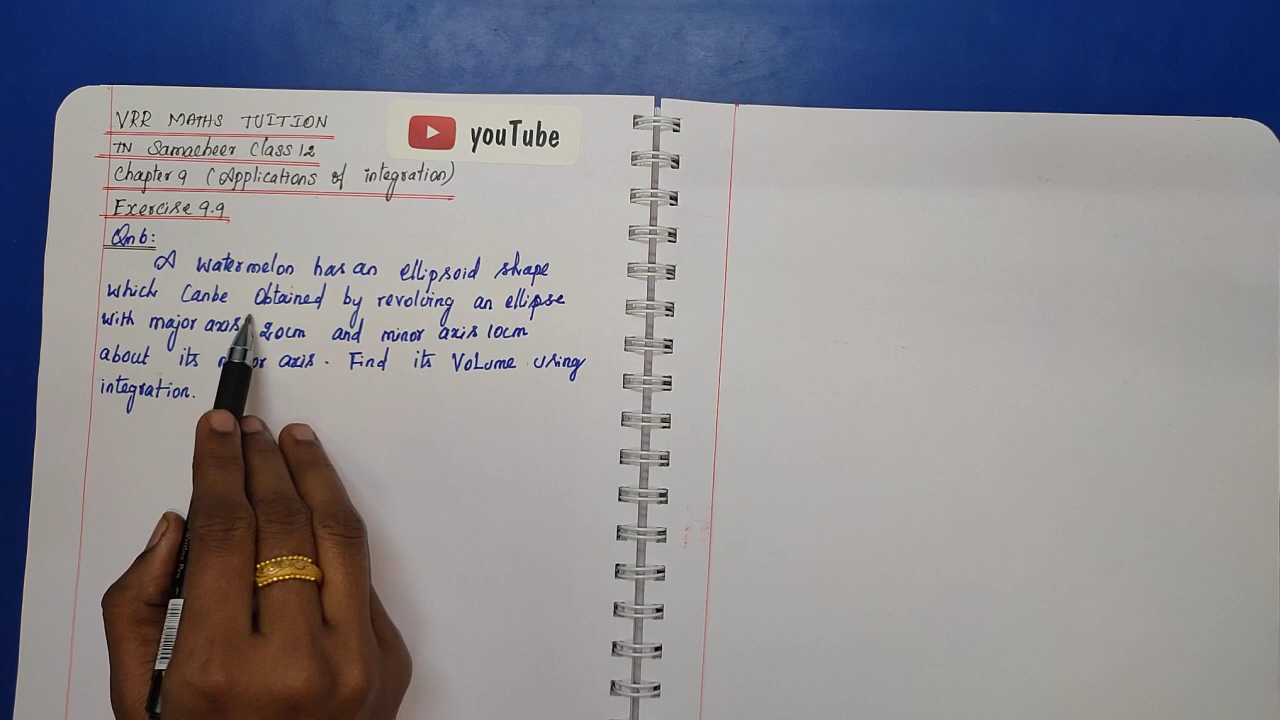 VRR MATHS TUITION
TN Samacheer Class 12
Chapter 9 (Applications of integration)
Exercise 9.9
youTube
Qn 6:
A watermelon has an ellipsoid shape
which Canbe Obtained by revolving an ellipse
with major axis 20cm and minor axis 10cm
about its axis. Find its Volume using
integration.